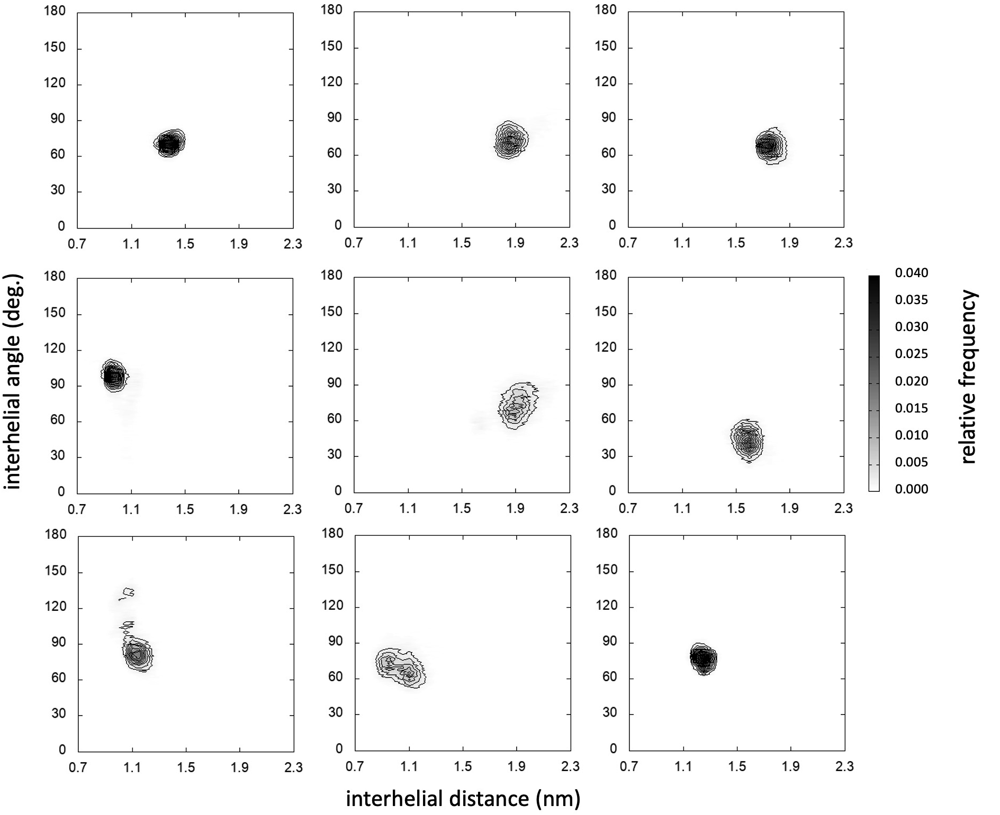 180 180 180
150 150 150
120 120 120
90 90 90
60 60 60
30 30 30
0 0 0
0.7 1.1 1.5 1.9 2.3 0.7 1.1 1.5 1.9 2.3 0.7 1.1 1.5 1.9 2.3
interhelial angle (deg.)
180 180 180
150 150 150
120 120 120
90 90 90
60 60 60
30 30 30
0 0 0
0.7 1.1 1.5 1.9 2.3 0.7 1.1 1.5 1.9 2.3 0.7 1.1 1.5 1.9 2.3
0.040
0.035
0.030
0.025
0.020
0.015
0.010
0.005
0.000
relative frequency
180 180 180
150 150 150
120 120 120
90 90 90
60 60 60
30 30 30
0 0 0
0.7 1.1 1.5 1.9 2.3 0.7 1.1 1.5 1.9 2.3 0.7 1.1 1.5 1.9 2.3
interhelial distance (nm)